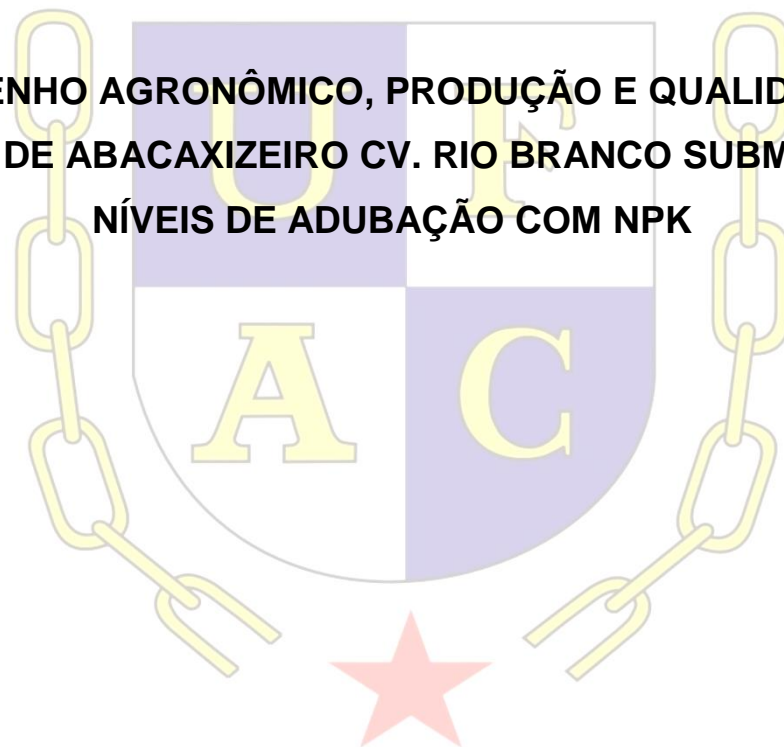 ENHO AGRONÔMICO, PRODUÇÃO E QUALID
DE ABACAXIZEIRO CV. RIO BRANCO SUBM
NÍVEIS DE ADUBAÇÃO COM NPK
U F
A C